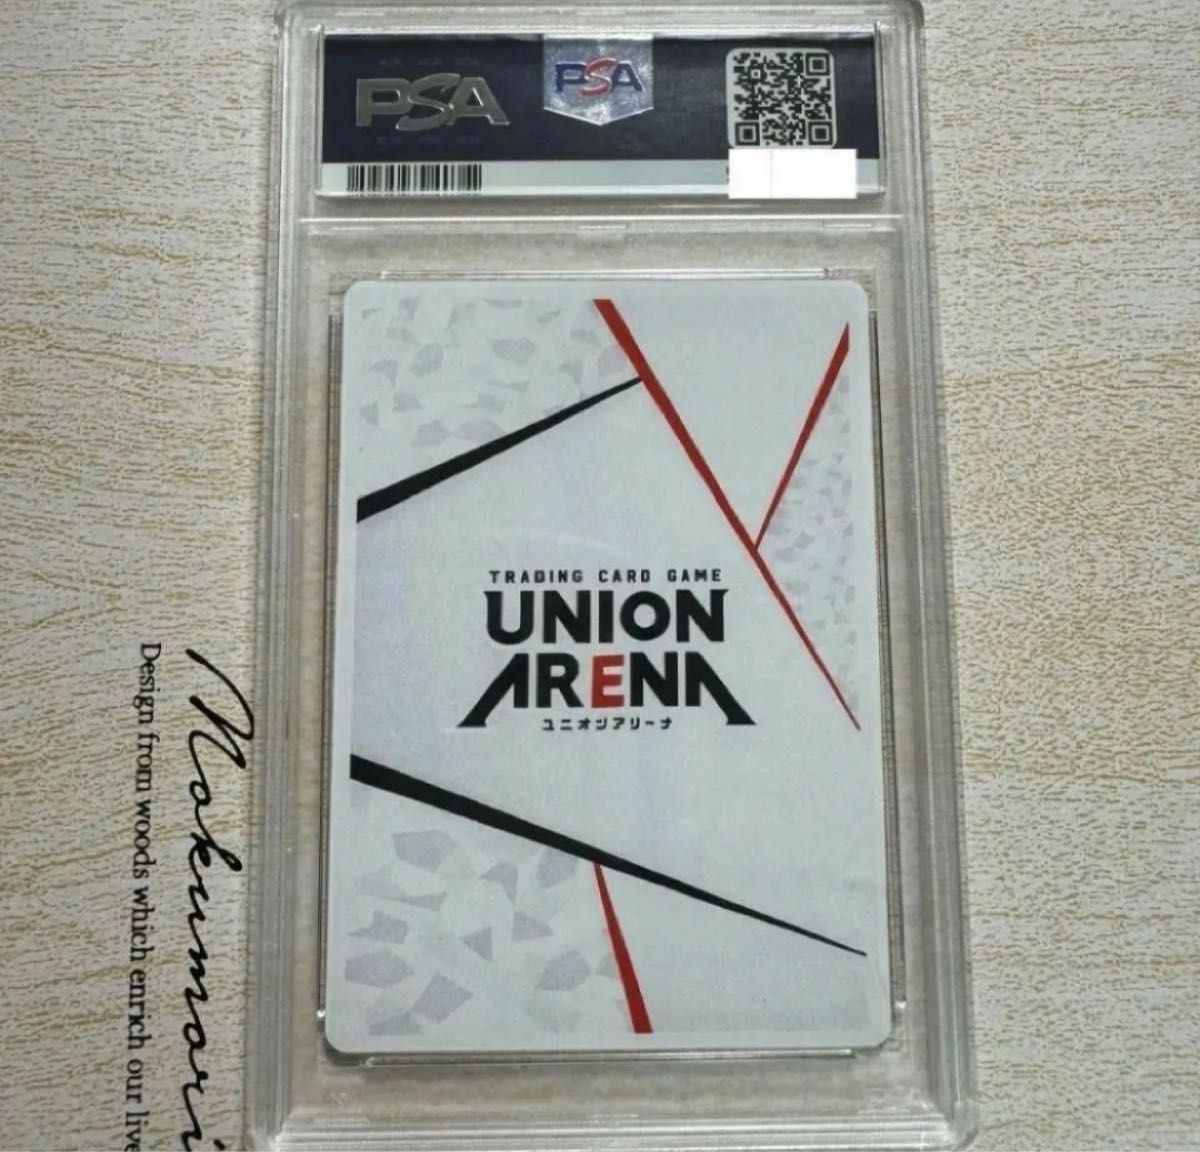 PSA
PSA
TRADING CARD GAME
UNION
ARENA
ユニオンアリーナ
Mokumori
Design from woods which enrich our live